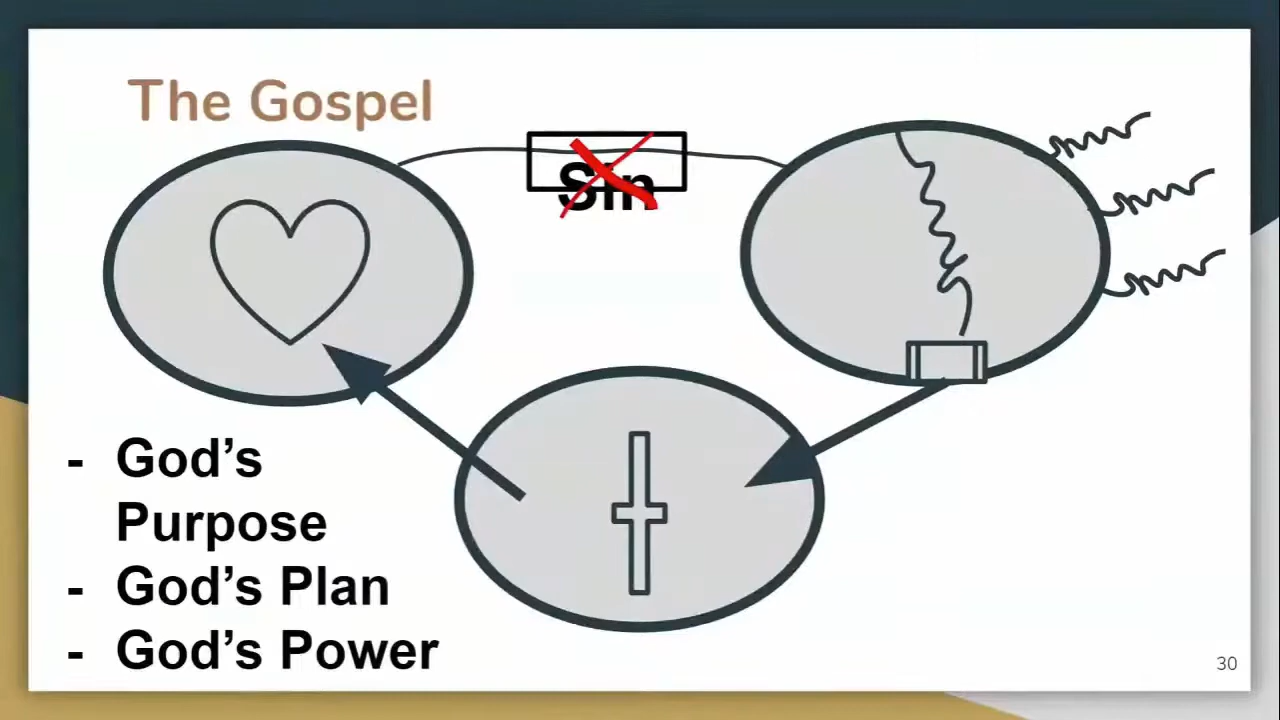 The Gospel
Sin
- God’s
Purpose
- God’s Plan
- God’s Power
30